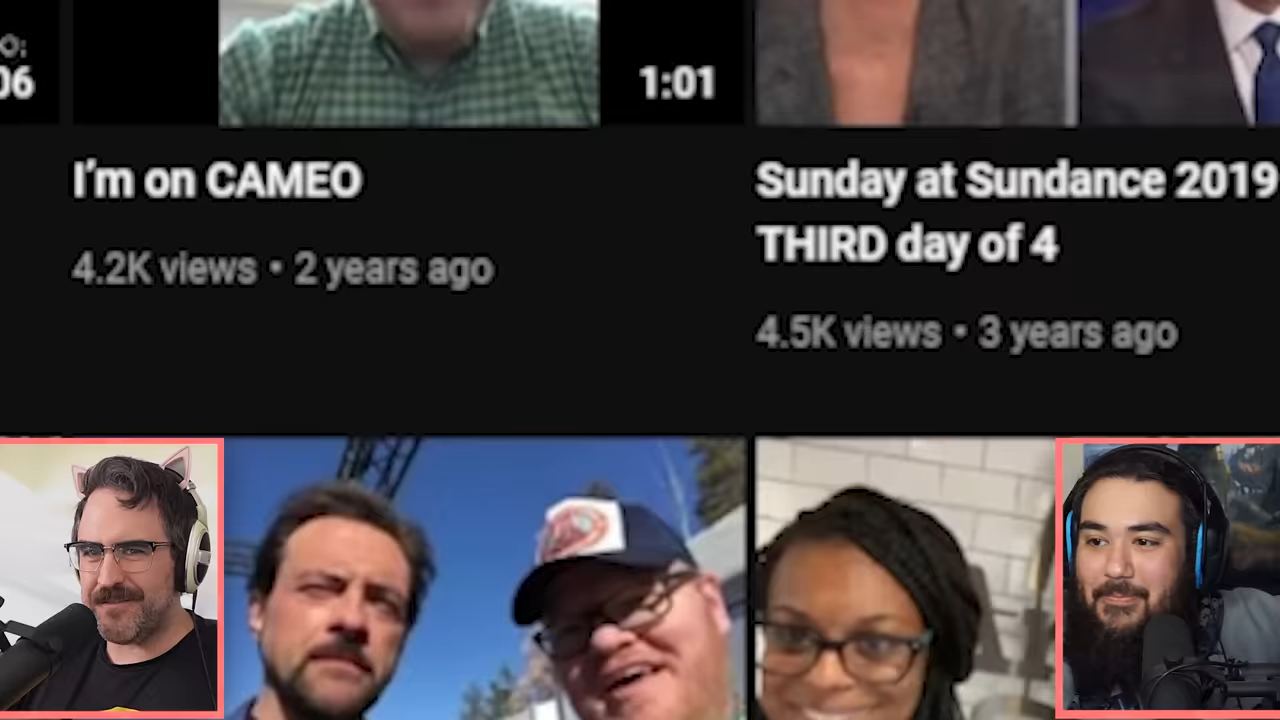 06
1:01
I'm on CAMEO
4.2K views • 2 years ago
Sunday at Sundance 2019
THIRD day of 4
4.5K views • 3 years ago